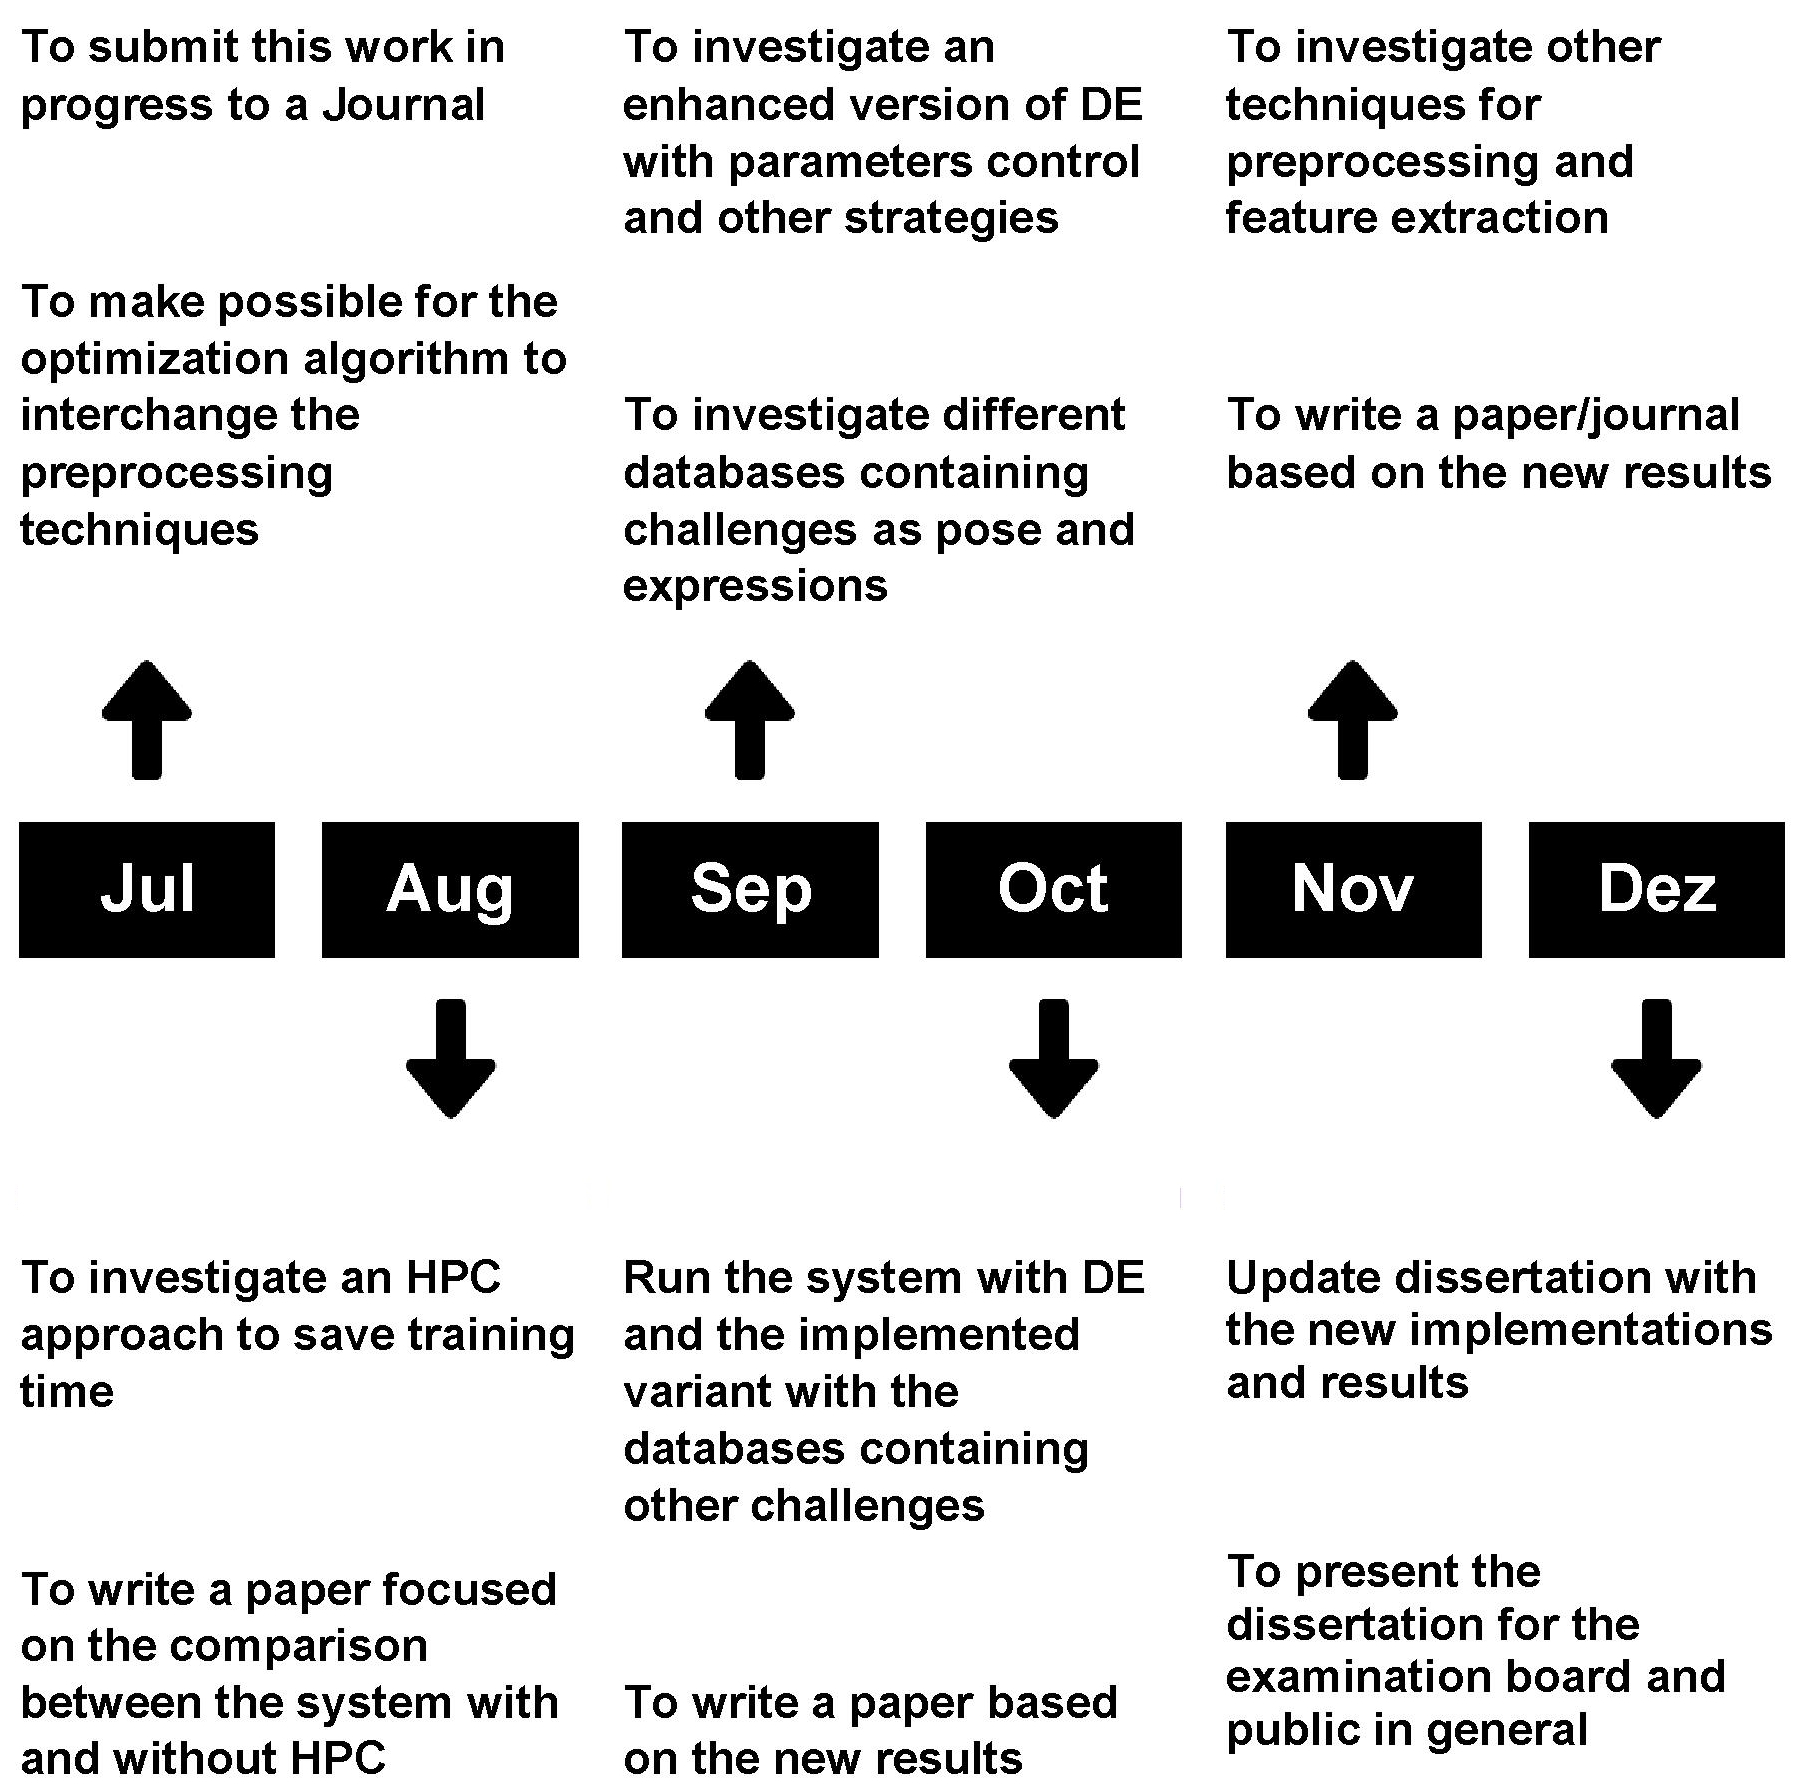 To submit this work in
progress to a Journal
To make possible for the
optimization algorithm to
interchange the
preprocessing
techniques
To investigate an
enhanced version of DE
with parameters control
and other strategies
To investigate different
databases containing
challenges as pose and
expressions
To investigate other
techniques for
preprocessing and
feature extraction
To write a paper/journal
based on the new results
Jul
Aug
Sep
Oct
Nov
Dez
To investigate an HPC
approach to save training
time
To write a paper focused
on the comparison
between the system with
and without HPC
Run the system with DE
and the implemented
variant with the
databases containing
other challenges
To write a paper based
on the new results
Update dissertation with
the new implementations
and results
To present the
dissertation for the
examination board and
public in general